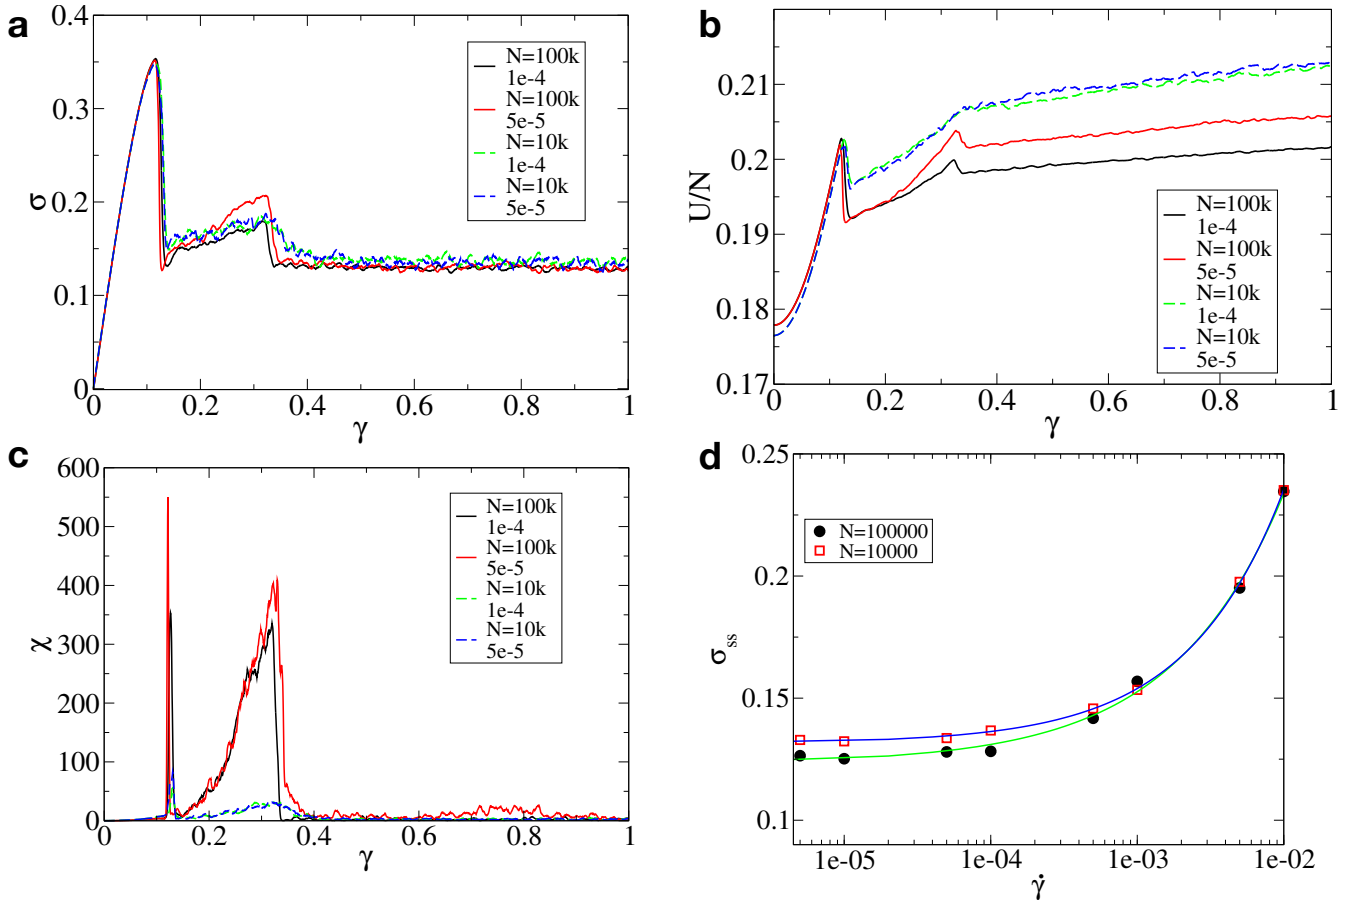 a
σ
0.4
0.3
0.2
0.1
0
0 0.2 0.4 0.6 0.8 1
γ
N=100k
1e-4
N=100k
5e-5
N=10k
1e-4
N=10k
5e-5
b
U/N
0.21
0.2
0.19
0.18
0.17
0 0.2 0.4 0.6 0.8 1
γ
N=100k
1e-4
N=100k
5e-5
N=10k
1e-4
N=10k
5e-5
c
χ
600
500
400
300
200
100
0
0 0.2 0.4 0.6 0.8 1
γ
N=100k
1e-4
N=100k
5e-5
N=10k
1e-4
N=10k
5e-5
d
σss
0.25
0.2
0.15
0.1
1e-05 1e-04 1e-03 1e-02
γ̇
N=100000
N=10000